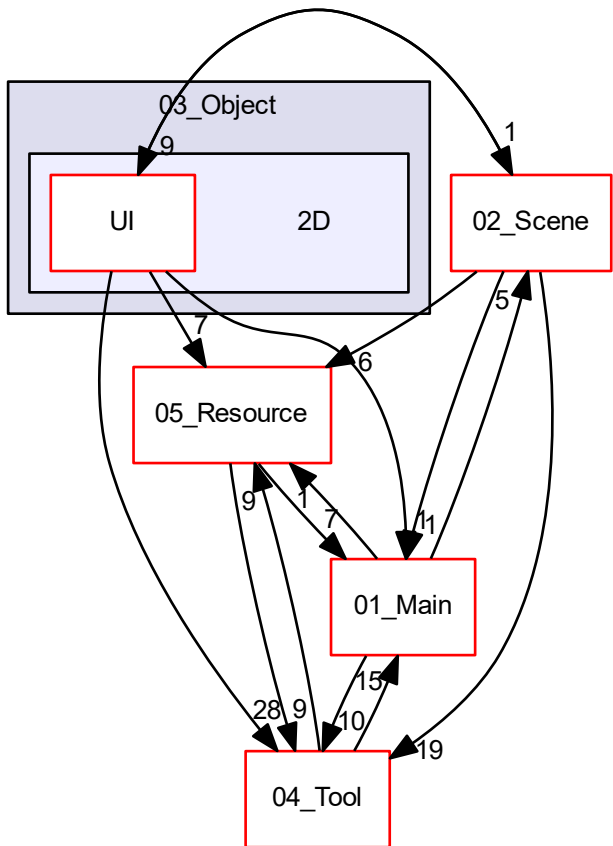 03_Object
9
1
UI
2D
02_Scene
5
7
6
05_Resource
9
1
7
1
1
01_Main
15
28
9
10
19
04_Tool